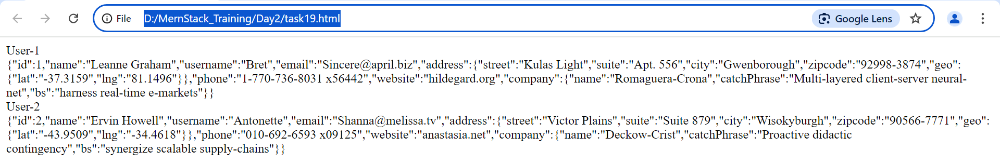 File D:/MernStack_Training/Day2/task19.html Google Lens
User-1
{"id":1,"name":"Leanne Graham","username":"Bret","email":"Sincere@april.biz","address":{"street":"Kulas Light","suite":"Apt. 556","city":"Gwenborough","zipcode":"92998-3874","geo":
{"lat":"-37.3159","lng":"81.1496"}},"phone":"1-770-736-8031 x56442","website":"hildegard.org","company":{"name":"Romaguera-Crona","catchPhrase":"Multi-layered client-server neural-
net","bs":"harness real-time e-markets"}}
User-2
{"id":2,"name":"Ervin Howell","username":"Antonette","email":"Shanna@melissa.tv","address":{"street":"Victor Plains","suite":"Suite 879","city":"Wisokyburgh","zipcode":"90566-7771","geo":
{"lat":"-43.9509","lng":"-34.4618"}},"phone":"010-692-6593 x09125","website":"anastasia.net","company":{"name":"Deckow-Crist","catchPhrase":"Proactive didactic
contingency","bs":"synergize scalable supply-chains"}}